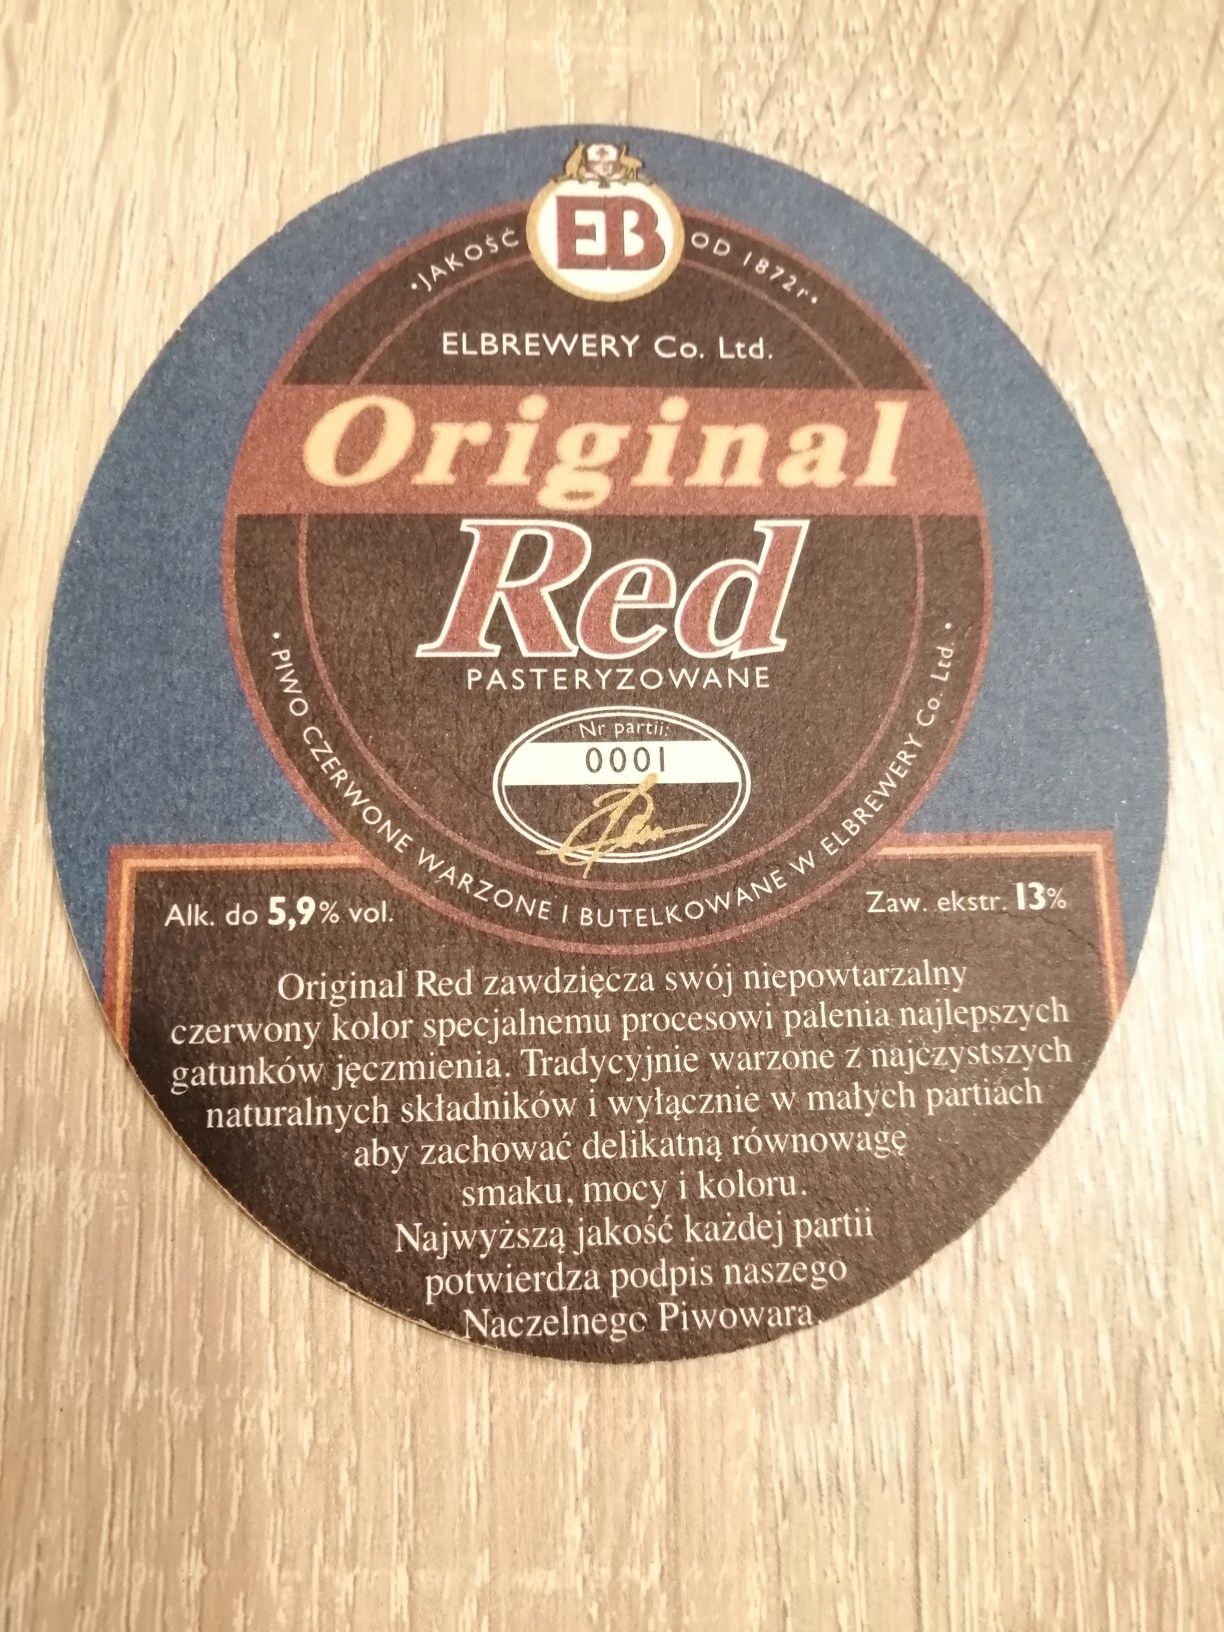 EB
•JAKOŚĆ OD 1872r•
ELBREWERY Co. Ltd.
Original
Red
PASTERYZOWANE
Nr partii:
0001
• PIWO CZERWONE WARZONE I BUTELKOWANE W ELBREWERY Co. Ltd. •
Alk. do 5,9% vol.
Zaw. ekstr. 13%
Original Red zawdzięcza swój niepowtarzalny
czerwony kolor specjalnemu procesowi palenia najlepszych
gatunków jęczmienia. Tradycyjnie warzone z najczystszych
naturalnych składników i wyłącznie w małych partiach
aby zachować delikatną równowagę
smaku, mocy i koloru.
Najwyższą jakość każdej partii
potwierdza podpis naszego
Naczelnego Piwowara.